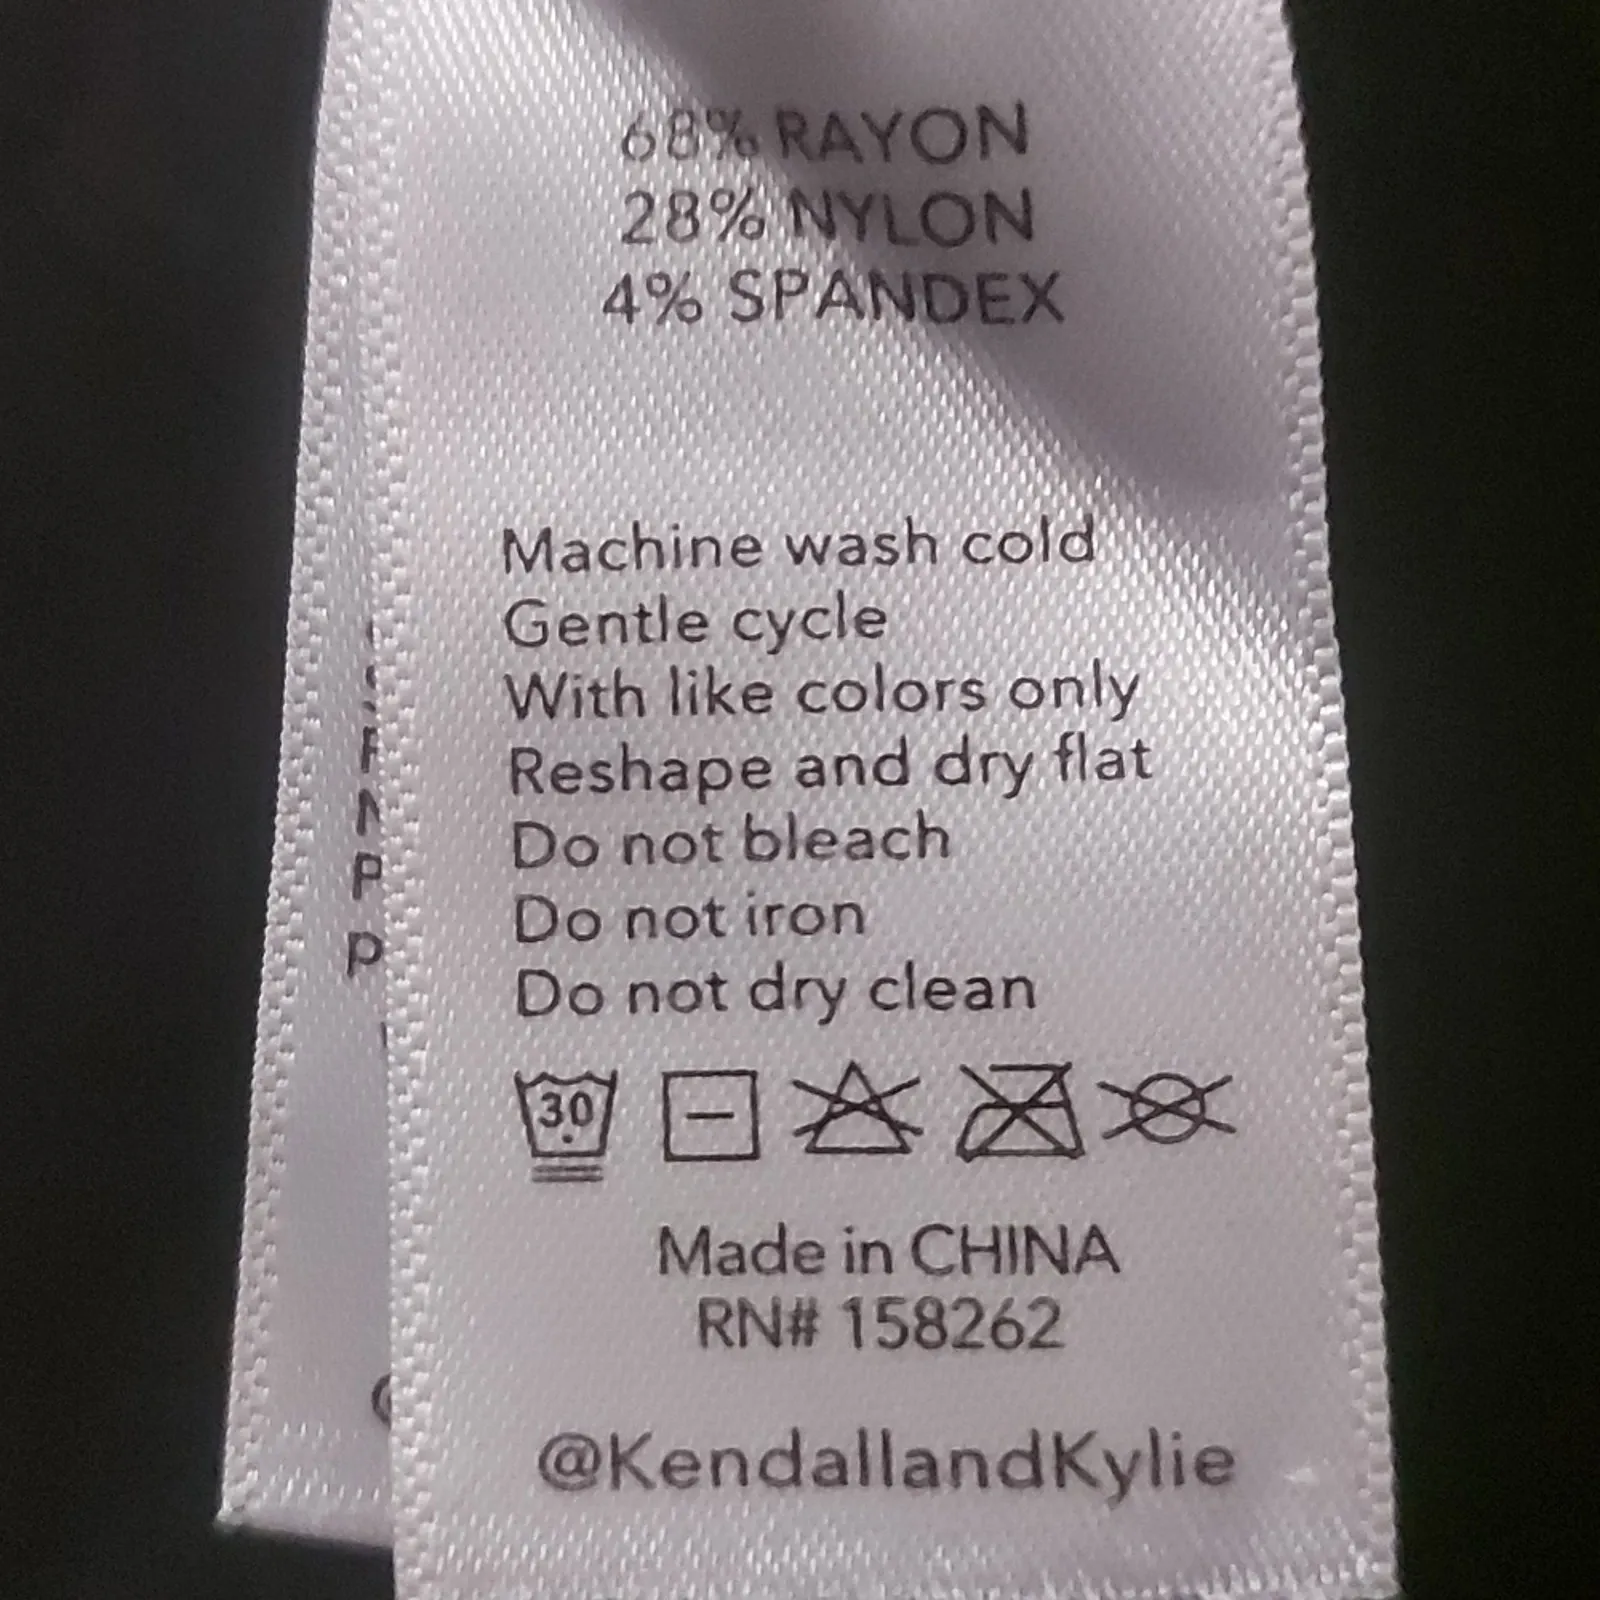 68% RAYON
28% NYLON
4% SPANDEX
Machine wash cold
Gentle cycle
With like colors only
Reshape and dry flat
Do not bleach
Do not iron
Do not dry clean
30
Made in CHINA
RN# 158262
@KendallandKylie